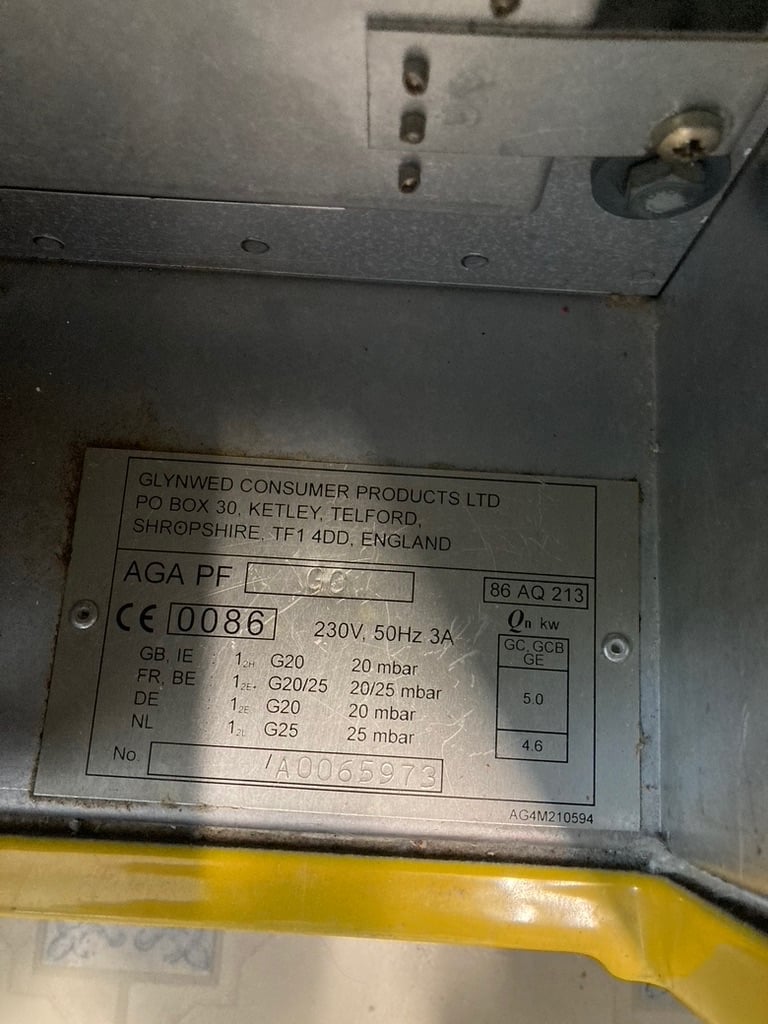 GLYNWED CONSUMER PRODUCTS LTD
PO BOX 30, KETLEY, TELFORD,
SHROPSHIRE, TF1 4DD, ENGLAND
AGA PF GC 86 AQ 213
CE 0086 230V, 50Hz 3A Qn kw
GC, GCB
GE
GB, IE : 12H G20 20 mbar
FR, BE : 12E+ G20/25 20/25 mbar 5.0
DE : 12E G20 20 mbar
NL : 12L G25 25 mbar 4.6
No. /A0065973
AG4M210594